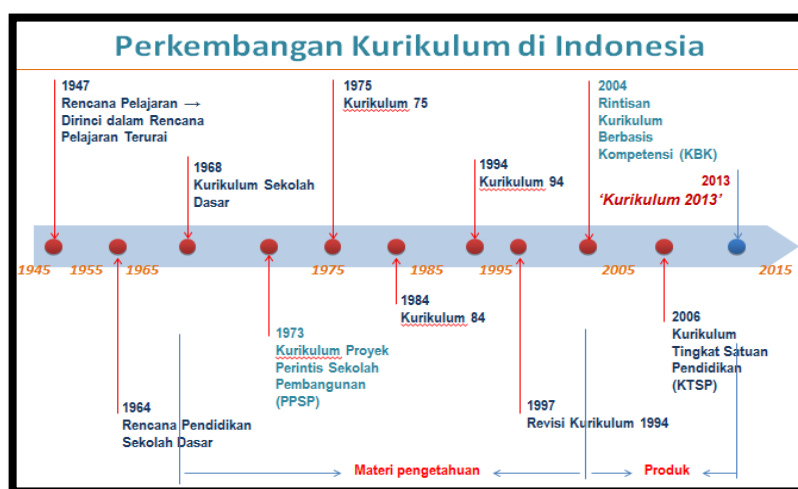 Perkembangan Kurikulum di Indonesia
1947
Rencana Pelajaran →
Dirinci dalam Rencana
Pelajaran Terurai
1968
Kurikulum Sekolah
Dasar
1975
Kurikulum 75
1994
Kurikulum 94
2004
Rintisan
Kurikulum
Berbasis
Kompetensi (KBK)
2013
'Kurikulum 2013'
1945
1955
1965
1975
1985
1995
2005
2015
1964
Rencana Pendidikan
Sekolah Dasar
1973
Kurikulum Proyek
Perintis Sekolah
Pembangunan
(PPSP)
1984
Kurikulum 84
1997
Revisi Kurikulum 1994
2006
Kurikulum
Tingkat Satuan
Pendidikan
(KTSP)
Materi pengetahuan
Produk